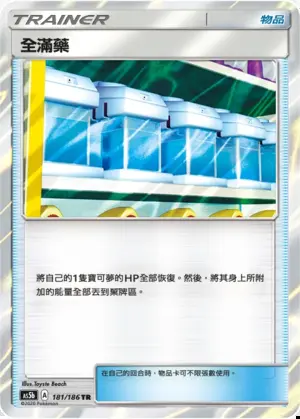 TRAINER
物品
全滿藥
將自己的1隻寶可夢的HP全部恢復。然後，將其身上所附
加的能量全部丟到棄牌區。
在自己的回合時，物品卡可不限張數使用。
Illus.Toyste Beach
AS5b A 181/186 TR
©2020 Pokémon